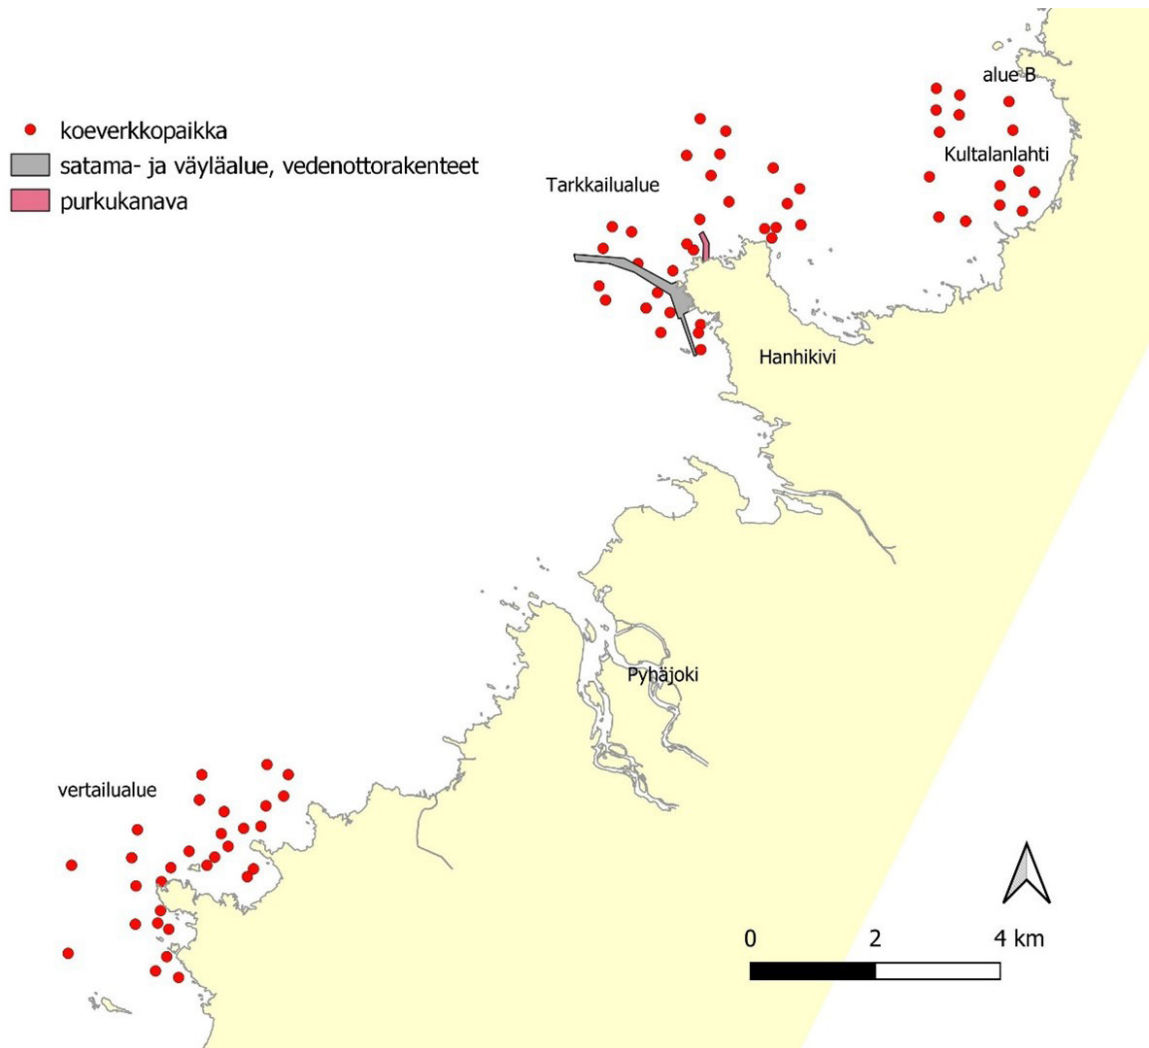 alue B
koeverkkopaikka
satama- ja väyläalue, vedenottorakenteet
purkukanava
Kultalanlahti
Tarkkailualue
Hanhikivi
Pyhäjoki
vertailualue
0 2 4 km